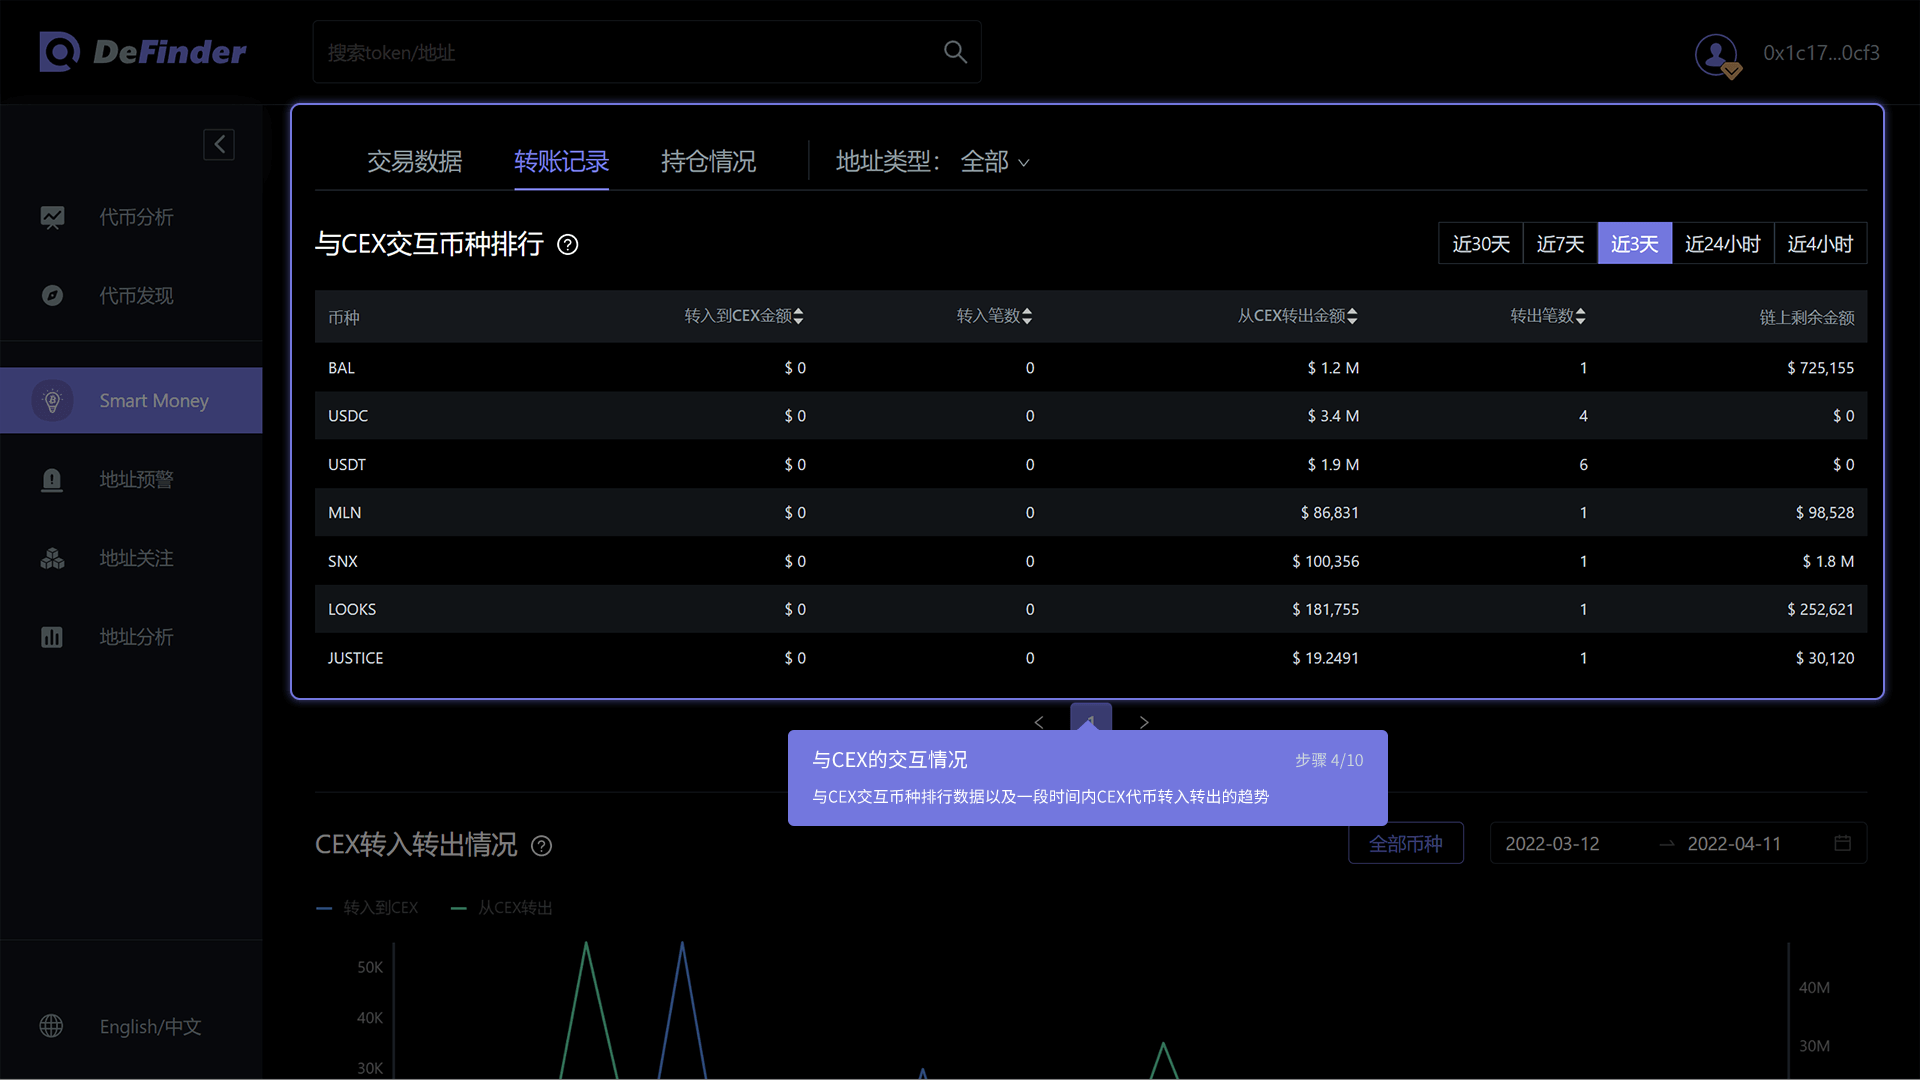 DeFinder
搜索token/地址
0x1c17...0cf3
代币分析
代币发现
Smart Money
地址预警
地址关注
地址分析
English/中文
交易数据 转账记录 持仓情况 地址类型： 全部
与CEX交互币种排行
近30天 近7天 近3天 近24小时 近4小时
币种 转入到CEX金额 转入笔数 从CEX转出金额 转出笔数 链上剩余金额
BAL $ 0 0 $ 1.2 M 1 $ 725,155
USDC $ 0 0 $ 3.4 M 4 $ 0
USDT $ 0 0 $ 1.9 M 6 $ 0
MLN $ 0 0 $ 86,831 1 $ 98,528
SNX $ 0 0 $ 100,356 1 $ 1.8 M
LOOKS $ 0 0 $ 181,755 1 $ 252,621
JUSTICE $ 0 0 $ 19.2491 1 $ 30,120
1
与CEX的交互情况 步骤 4/10
与CEX交互币种排行数据以及一段时间内CEX代币转入转出的趋势
CEX转入转出情况
全部币种 2022-03-12 → 2022-04-11
转入到CEX 从CEX转出
50K
40K
30K
40M
30M